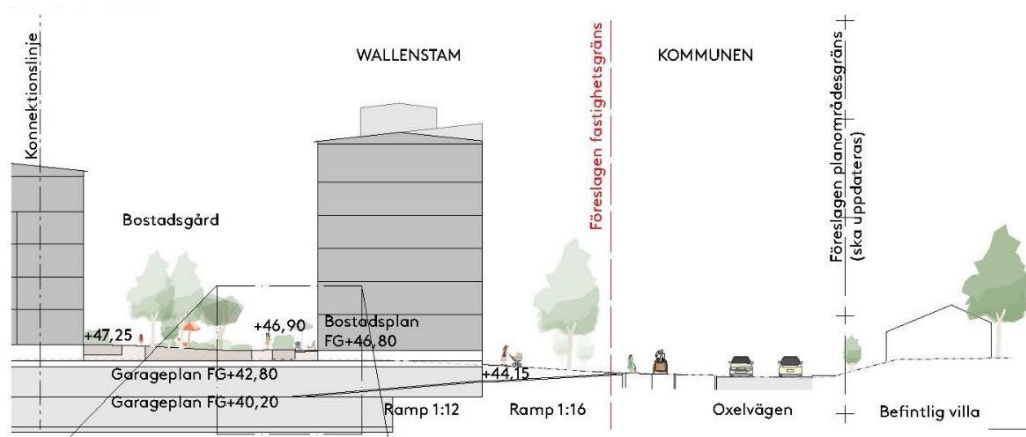 Konnektionslinje
WALLENSTAM
Föreslagen fastighetsgräns
KOMMUNEN
Föreslagen planområdesgräns
(ska uppdateras)
Bostadsgård
+47,25
+46,90
Bostadsplan
FG+46,80
Garageplan FG+42,80
+44,15
Garageplan FG+40,20
Ramp 1:12
Ramp 1:16
Oxelvägen
Befintlig villa